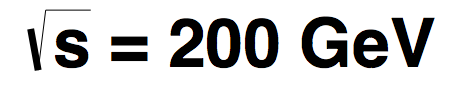 √s = 200 GeV